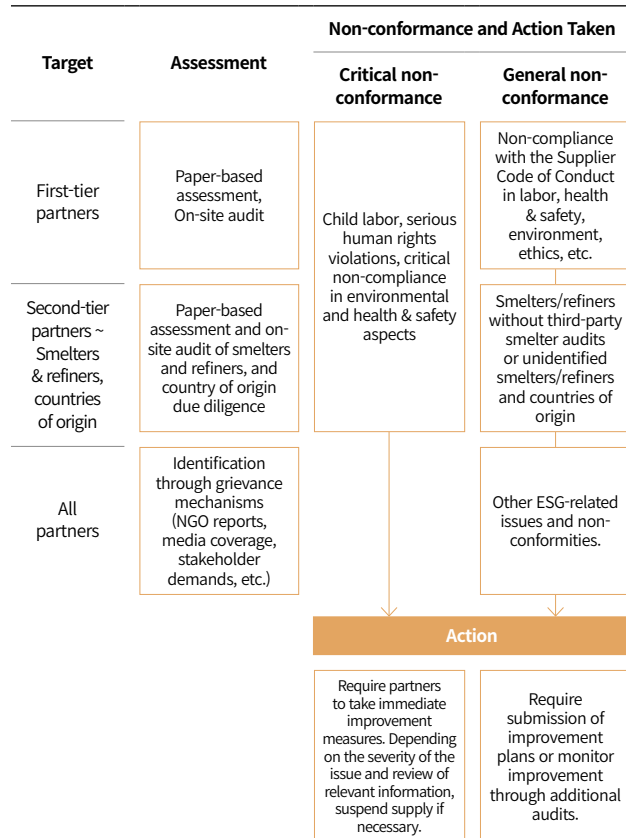 Non-conformance and Action Taken
Target
Assessment
Critical non-
conformance
General non-
conformance
First-tier
partners
Paper-based
assessment,
On-site audit
Child labor, serious
human rights
violations, critical
non-compliance
in environmental
and health & safety
aspects
Non-compliance
with the Supplier
Code of Conduct
in labor, health
& safety,
environment,
ethics, etc.
Second-tier
partners ~
Smelters
& refiners,
countries
of origin
Paper-based
assessment and on-
site audit of smelters
and refiners, and
country of origin
due diligence
Smelters/refiners
without third-party
smelter audits
or unidentified
smelters/refiners
and countries of
origin
All
partners
Identification
through grievance
mechanisms
(NGO reports,
media coverage,
stakeholder
demands, etc.)
Other ESG-related
issues and non-
conformities.
Action
Require partners
to take immediate
improvement
measures. Depending
on the severity of the
issue and review of
relevant information,
suspend supply if
necessary.
Require
submission of
improvement
plans or monitor
improvement
through additional
audits.